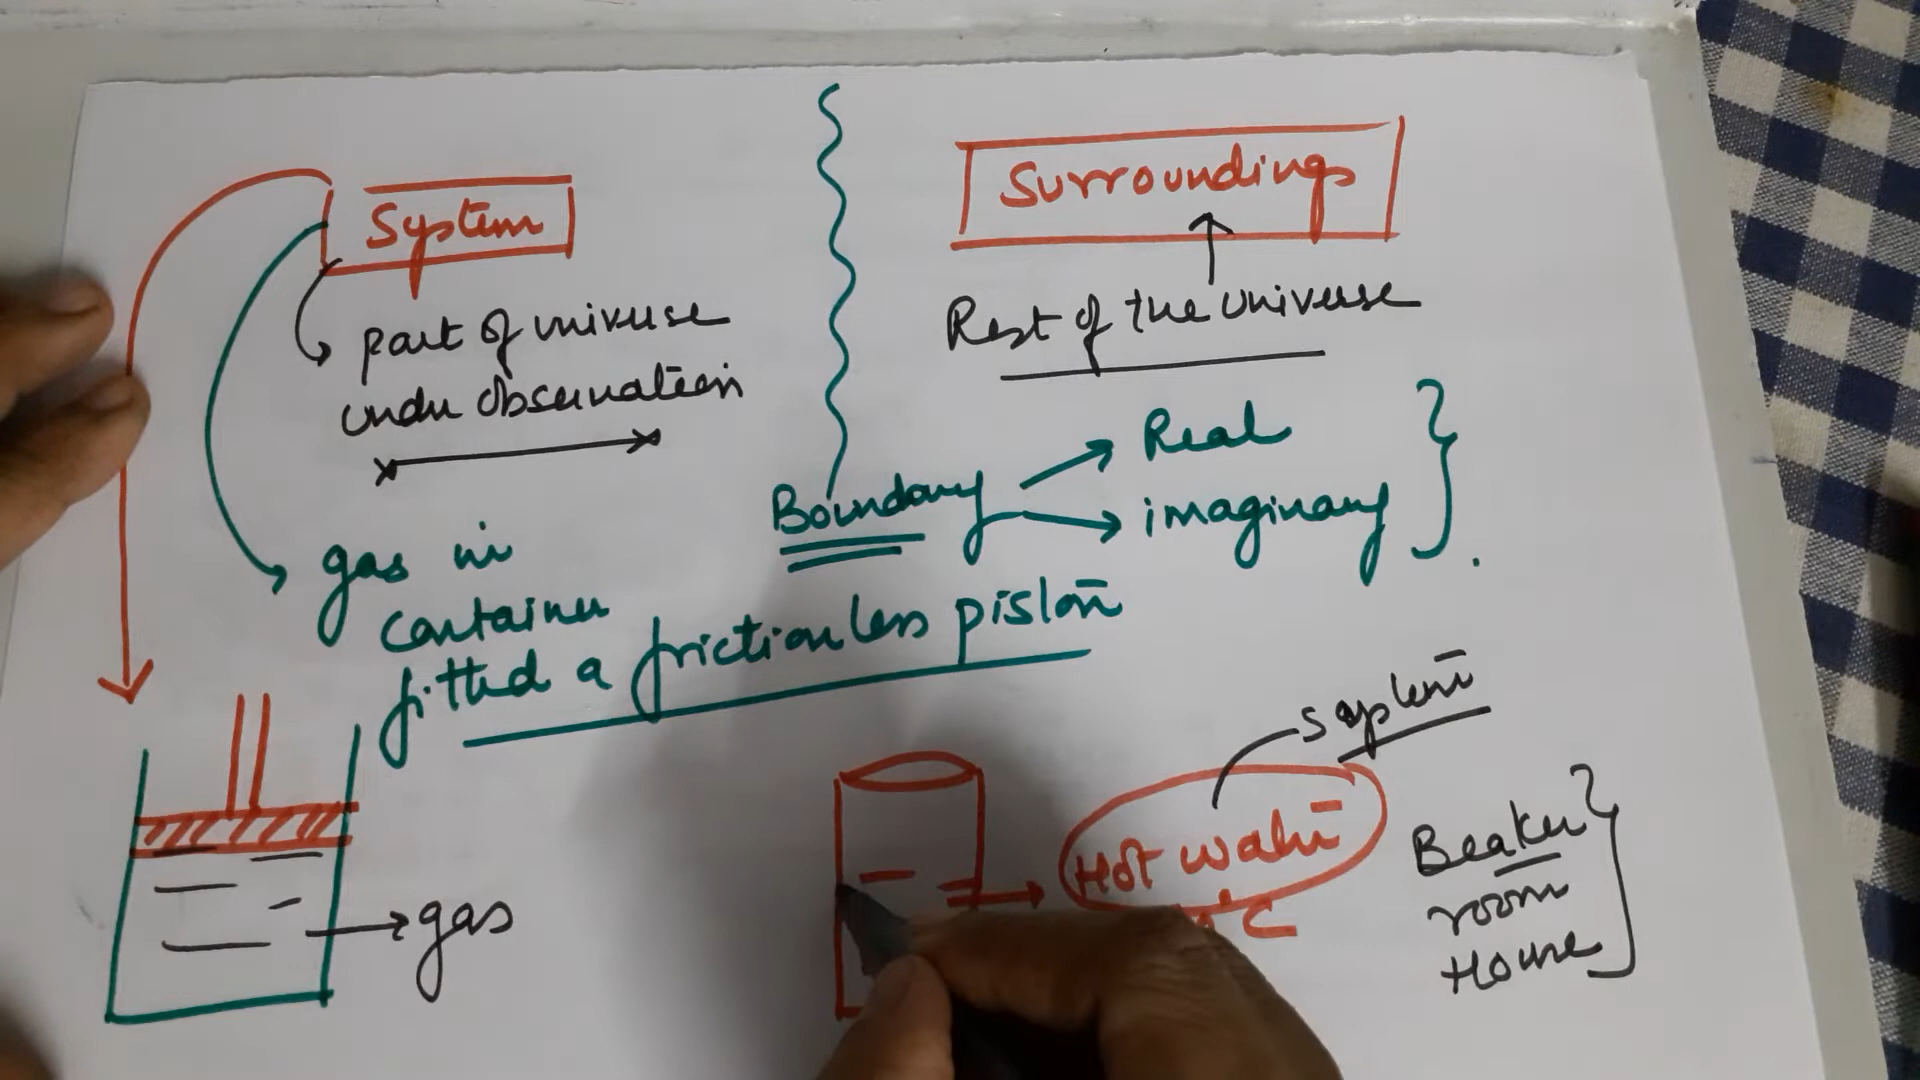 System
part of universe
under observation
gas in
container
fitted a frictionless piston
gas
Surroundings
Rest of the universe
Boundary
Real
imaginary
system
Hot water
°C
Beaker
room
House